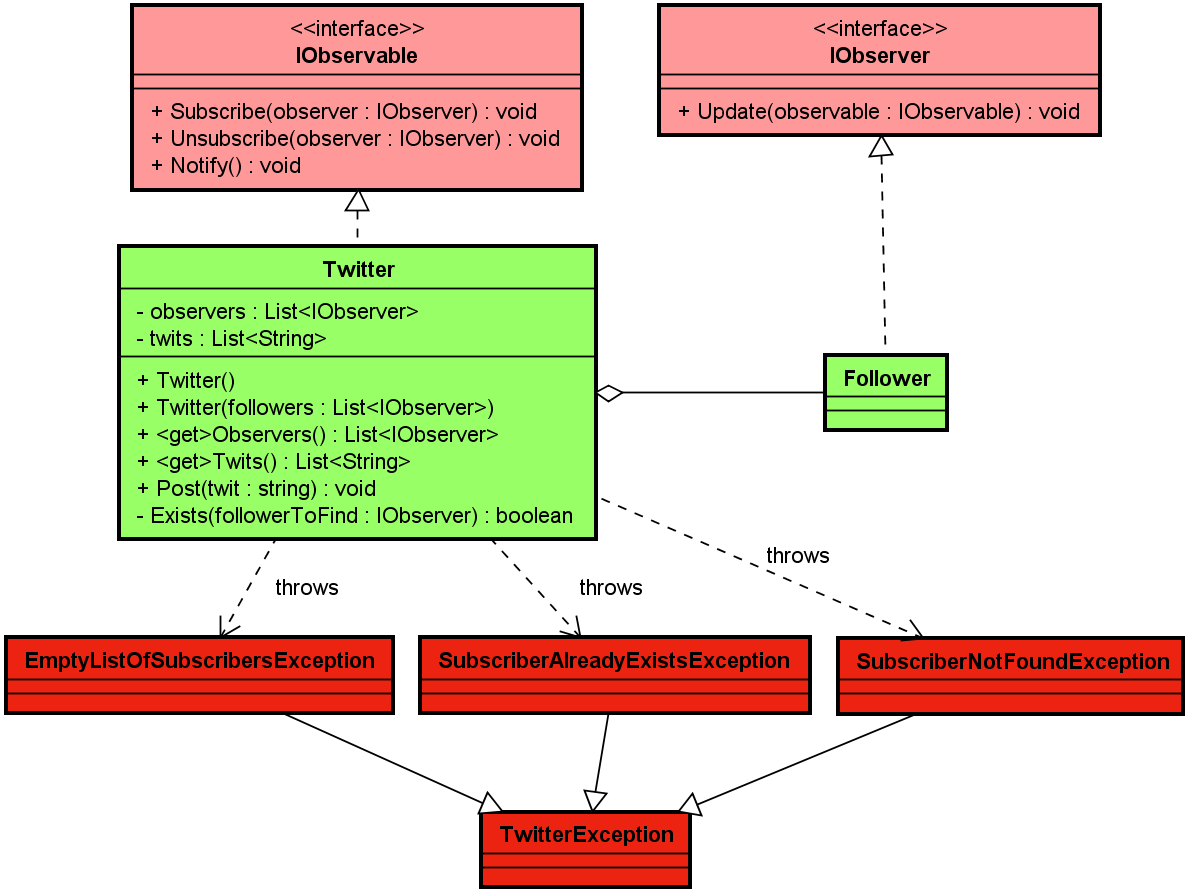 <<interface>>
IObservable
+ Subscribe(observer : IObserver) : void
+ Unsubscribe(observer : IObserver) : void
+ Notify() : void
<<interface>>
IObserver
+ Update(observable : IObservable) : void
Twitter
- observers : List<IObserver>
- twits : List<String>
+ Twitter()
+ Twitter(followers : List<IObserver>)
+ <get>Observers() : List<IObserver>
+ <get>Twits() : List<String>
+ Post(twit : string) : void
- Exists(followerToFind : IObserver) : boolean
Follower
throws
throws
throws
EmptyListOfSubscribersException
SubscriberAlreadyExistsException
SubscriberNotFoundException
TwitterException